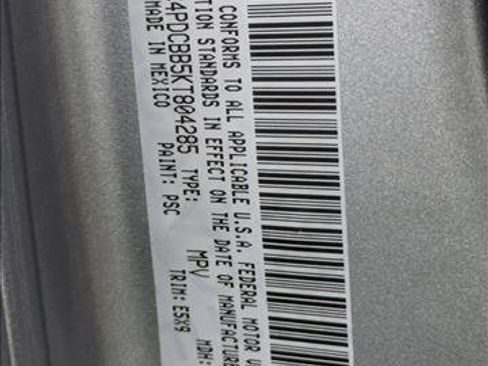 CONFORMS TO ALL APPLICABLE U.S.A. FEDERAL MOTOR V
TION STANDARDS IN EFFECT ON THE DATE OF MANUFACTURE
4PDCBB5KT804285 TYPE: MPV MDH:
MADE IN MEXICO PAINT: PSC TRIM: E5X9